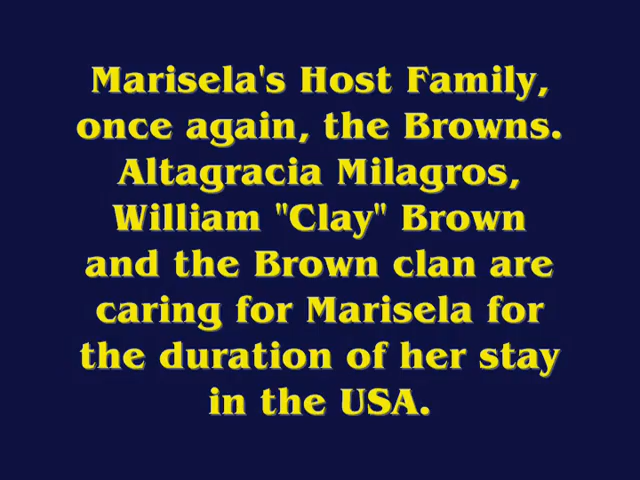 Marisela's Host Family,
once again, the Browns.
Altagracia Milagros,
William "Clay" Brown
and the Brown clan are
caring for Marisela for
the duration of her stay
in the USA.